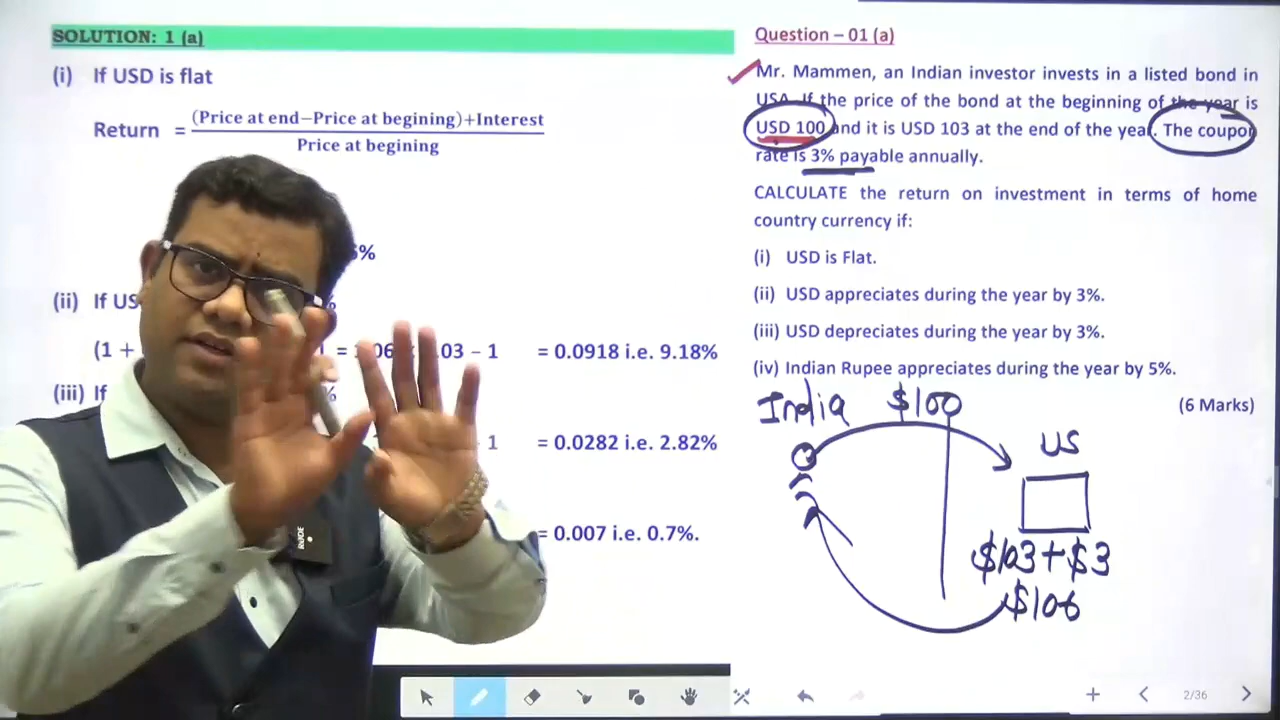 SOLUTION: 1 (a)
(i) If USD is flat
Return = (Price at end−Price at begining)+Interest
Price at begining
%
(ii) If US
%
(1 + = 1.06 .03 − 1 = 0.0918 i.e. 9.18%
(iii) If
%
1 = 0.0282 i.e. 2.82%
= 0.007 i.e. 0.7%.
RØDE
Question – 01 (a)
Mr. Mammen, an Indian investor invests in a listed bond in
USA. If the price of the bond at the beginning of the year is
USD 100 and it is USD 103 at the end of the year. The coupon
rate is 3% payable annually.
CALCULATE the return on investment in terms of home
country currency if:
(i) USD is Flat.
(ii) USD appreciates during the year by 3%.
(iii) USD depreciates during the year by 3%.
(iv) Indian Rupee appreciates during the year by 5%.
(6 Marks)
India $100
US
$103+$3
$106
2/36